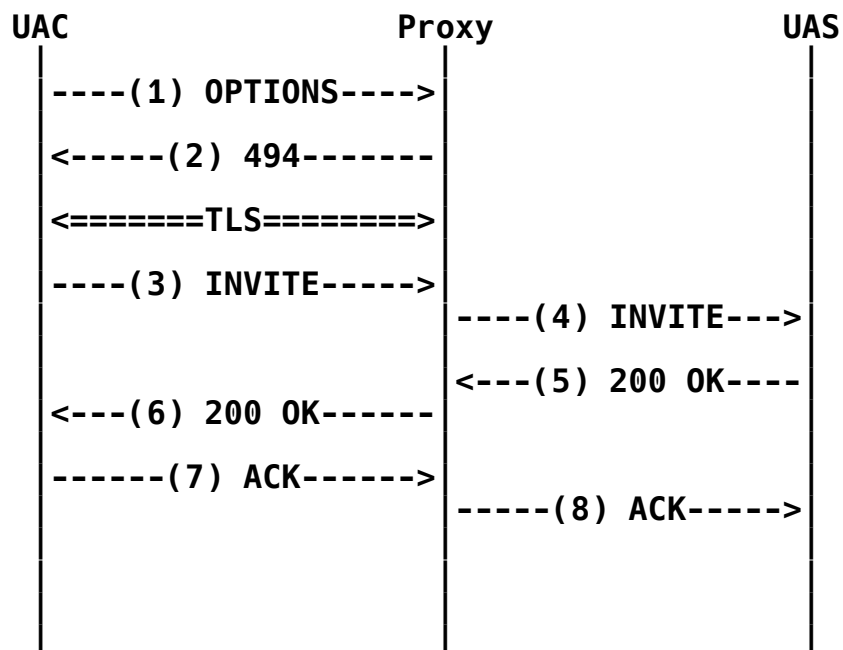 UAC Proxy UAS
----(1) OPTIONS---->
<-----(2) 494-------
<=======TLS========>
----(3) INVITE----->
----(4) INVITE--->
<---(5) 200 OK----
<---(6) 200 OK------
------(7) ACK------>
-----(8) ACK----->